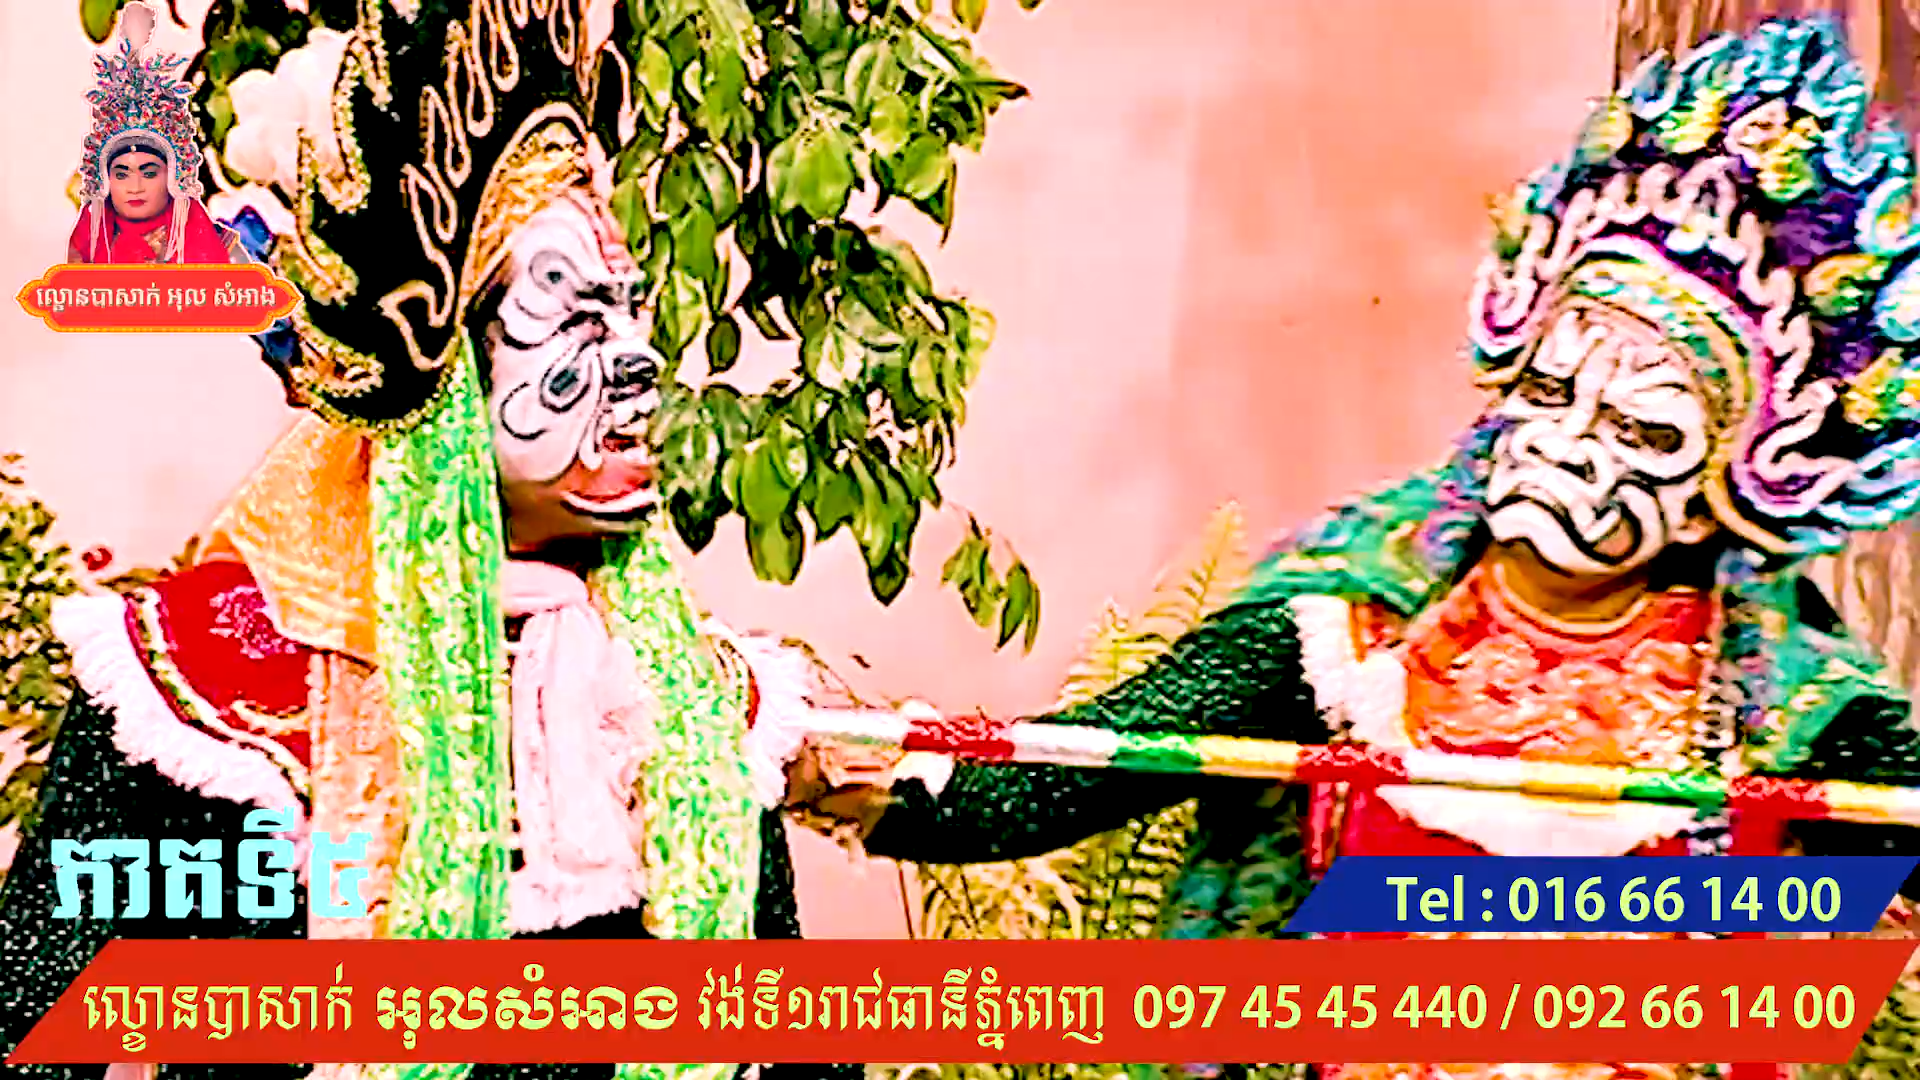 ល្ខោនបាសាក់ អុល សំអាង
ភាគទី៥
Tel : 016 66 14 00
ល្ខោនបាសាក់ អុលសំអាង វង់ទី១រាជធានីភ្នំពេញ 097 45 45 440 / 092 66 14 00